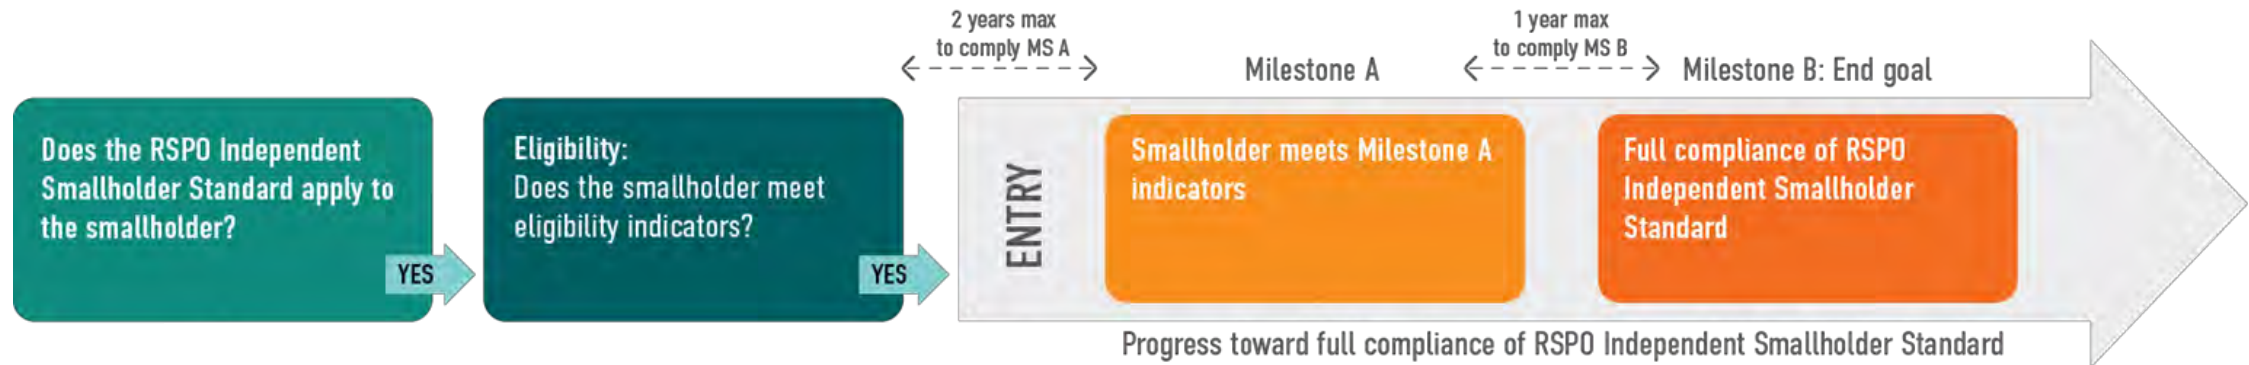 Does the RSPO Independent
Smallholder Standard apply to
the smallholder?
YES
Eligibility:
Does the smallholder meet
eligibility indicators?
YES
2 years max
to comply MS A
ENTRY
Milestone A
Smallholder meets Milestone A
indicators
1 year max
to comply MS B
Milestone B: End goal
Full compliance of RSPO
Independent Smallholder
Standard
Progress toward full compliance of RSPO Independent Smallholder Standard